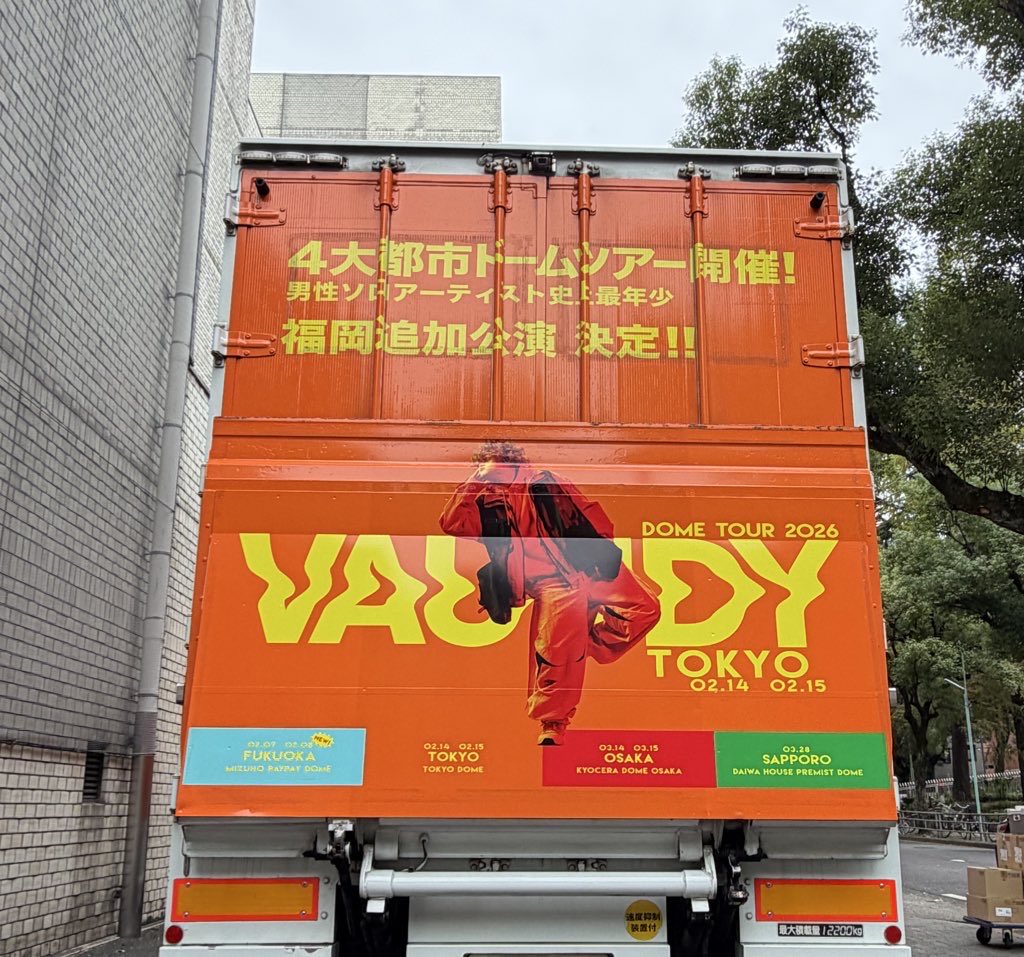 4大都市ドームツアー開催!
男性ソロアーティスト史上最年少
福岡追加公演 決定!!
DOME TOUR 2026
VAUNDY
TOKYO
02.14 02.15
02.07 02.08 NEW!
FUKUOKA
MIZUHO PAYPAY DOME
02.14 02.15
TOKYO
TOKYO DOME
03.14 03.15
OSAKA
KYOCERA DOME OSAKA
03.28
SAPPORO
DAIWA HOUSE PREMIST DOME
速度抑制
装置付
最大積載量 12200kg